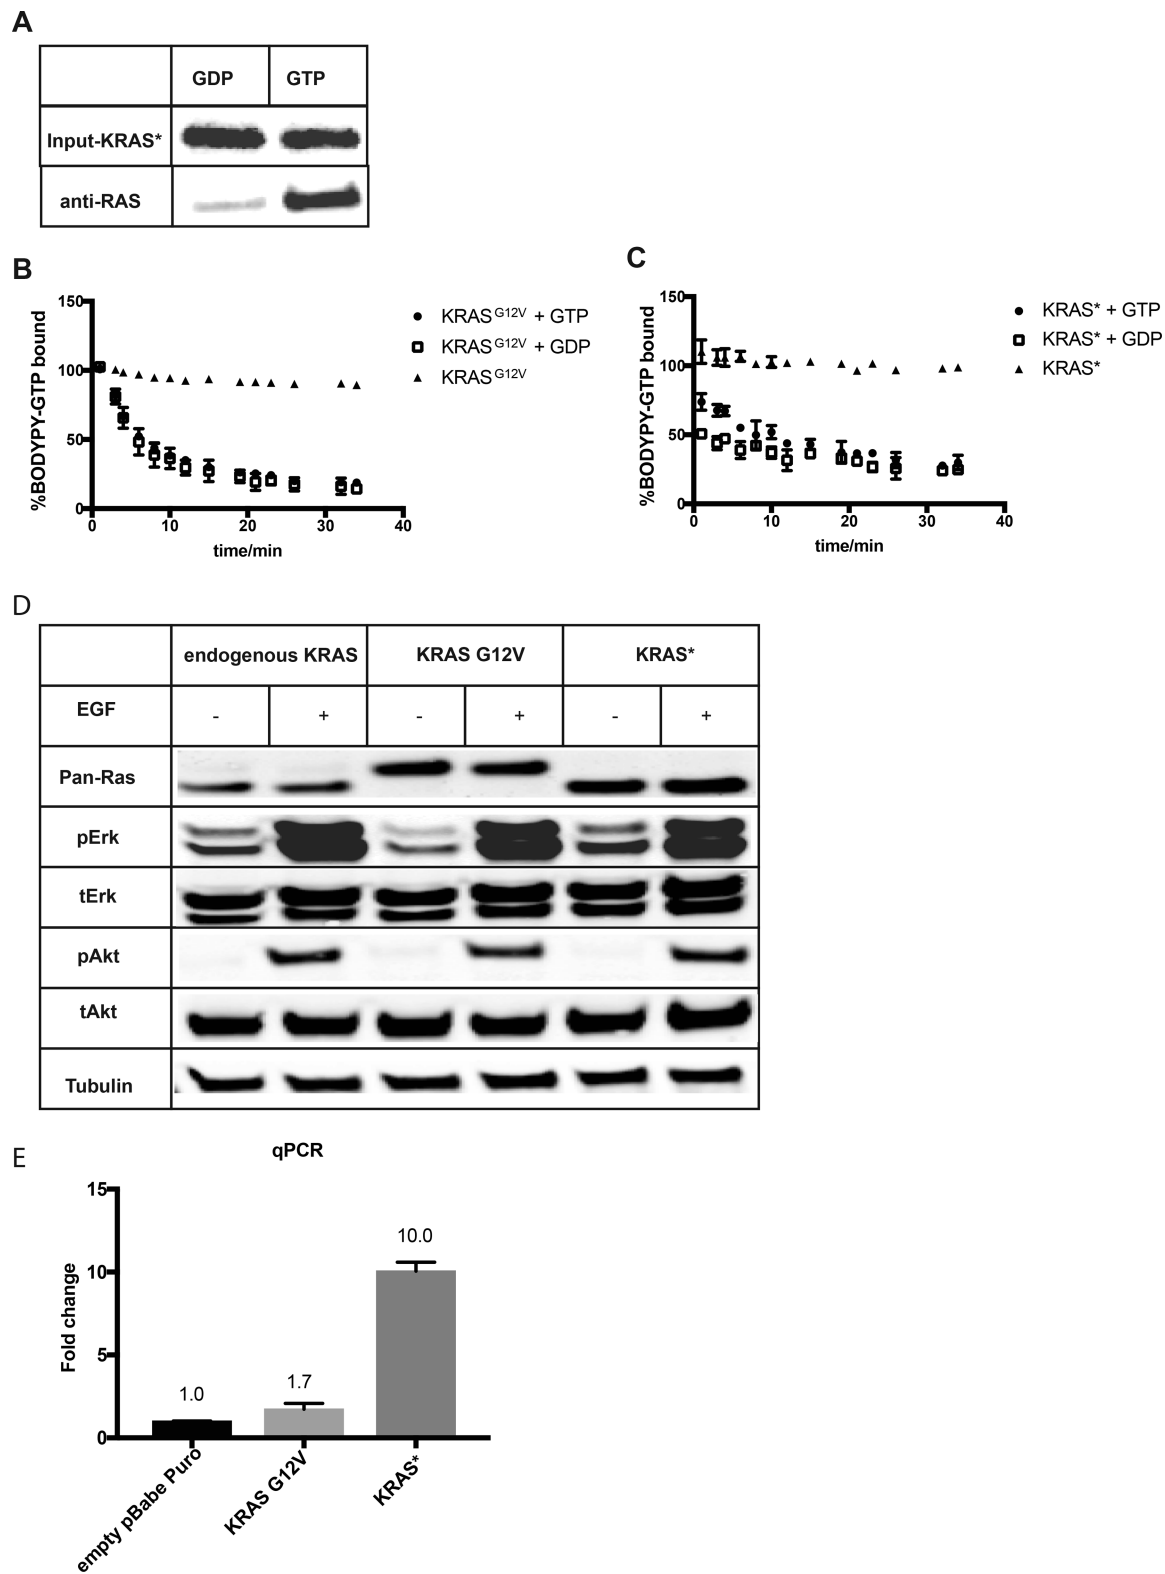 A
GDP GTP
Input-KRAS*
anti-RAS
B
150
100
50
0
%BODYPY-GTP bound
0 10 20 30 40
time/min
KRAS G12V + GTP
KRAS G12V + GDP
KRAS G12V
C
150
100
50
0
%BODYPY-GTP bound
0 10 20 30 40
time/min
KRAS* + GTP
KRAS* + GDP
KRAS*
D
endogenous KRAS KRAS G12V KRAS*
EGF - + - + - +
Pan-Ras
pErk
tErk
pAkt
tAkt
Tubulin
E
qPCR
15
10
5
0
Fold change
1.0
1.7
10.0
empty pBabe Puro
KRAS G12V
KRAS*